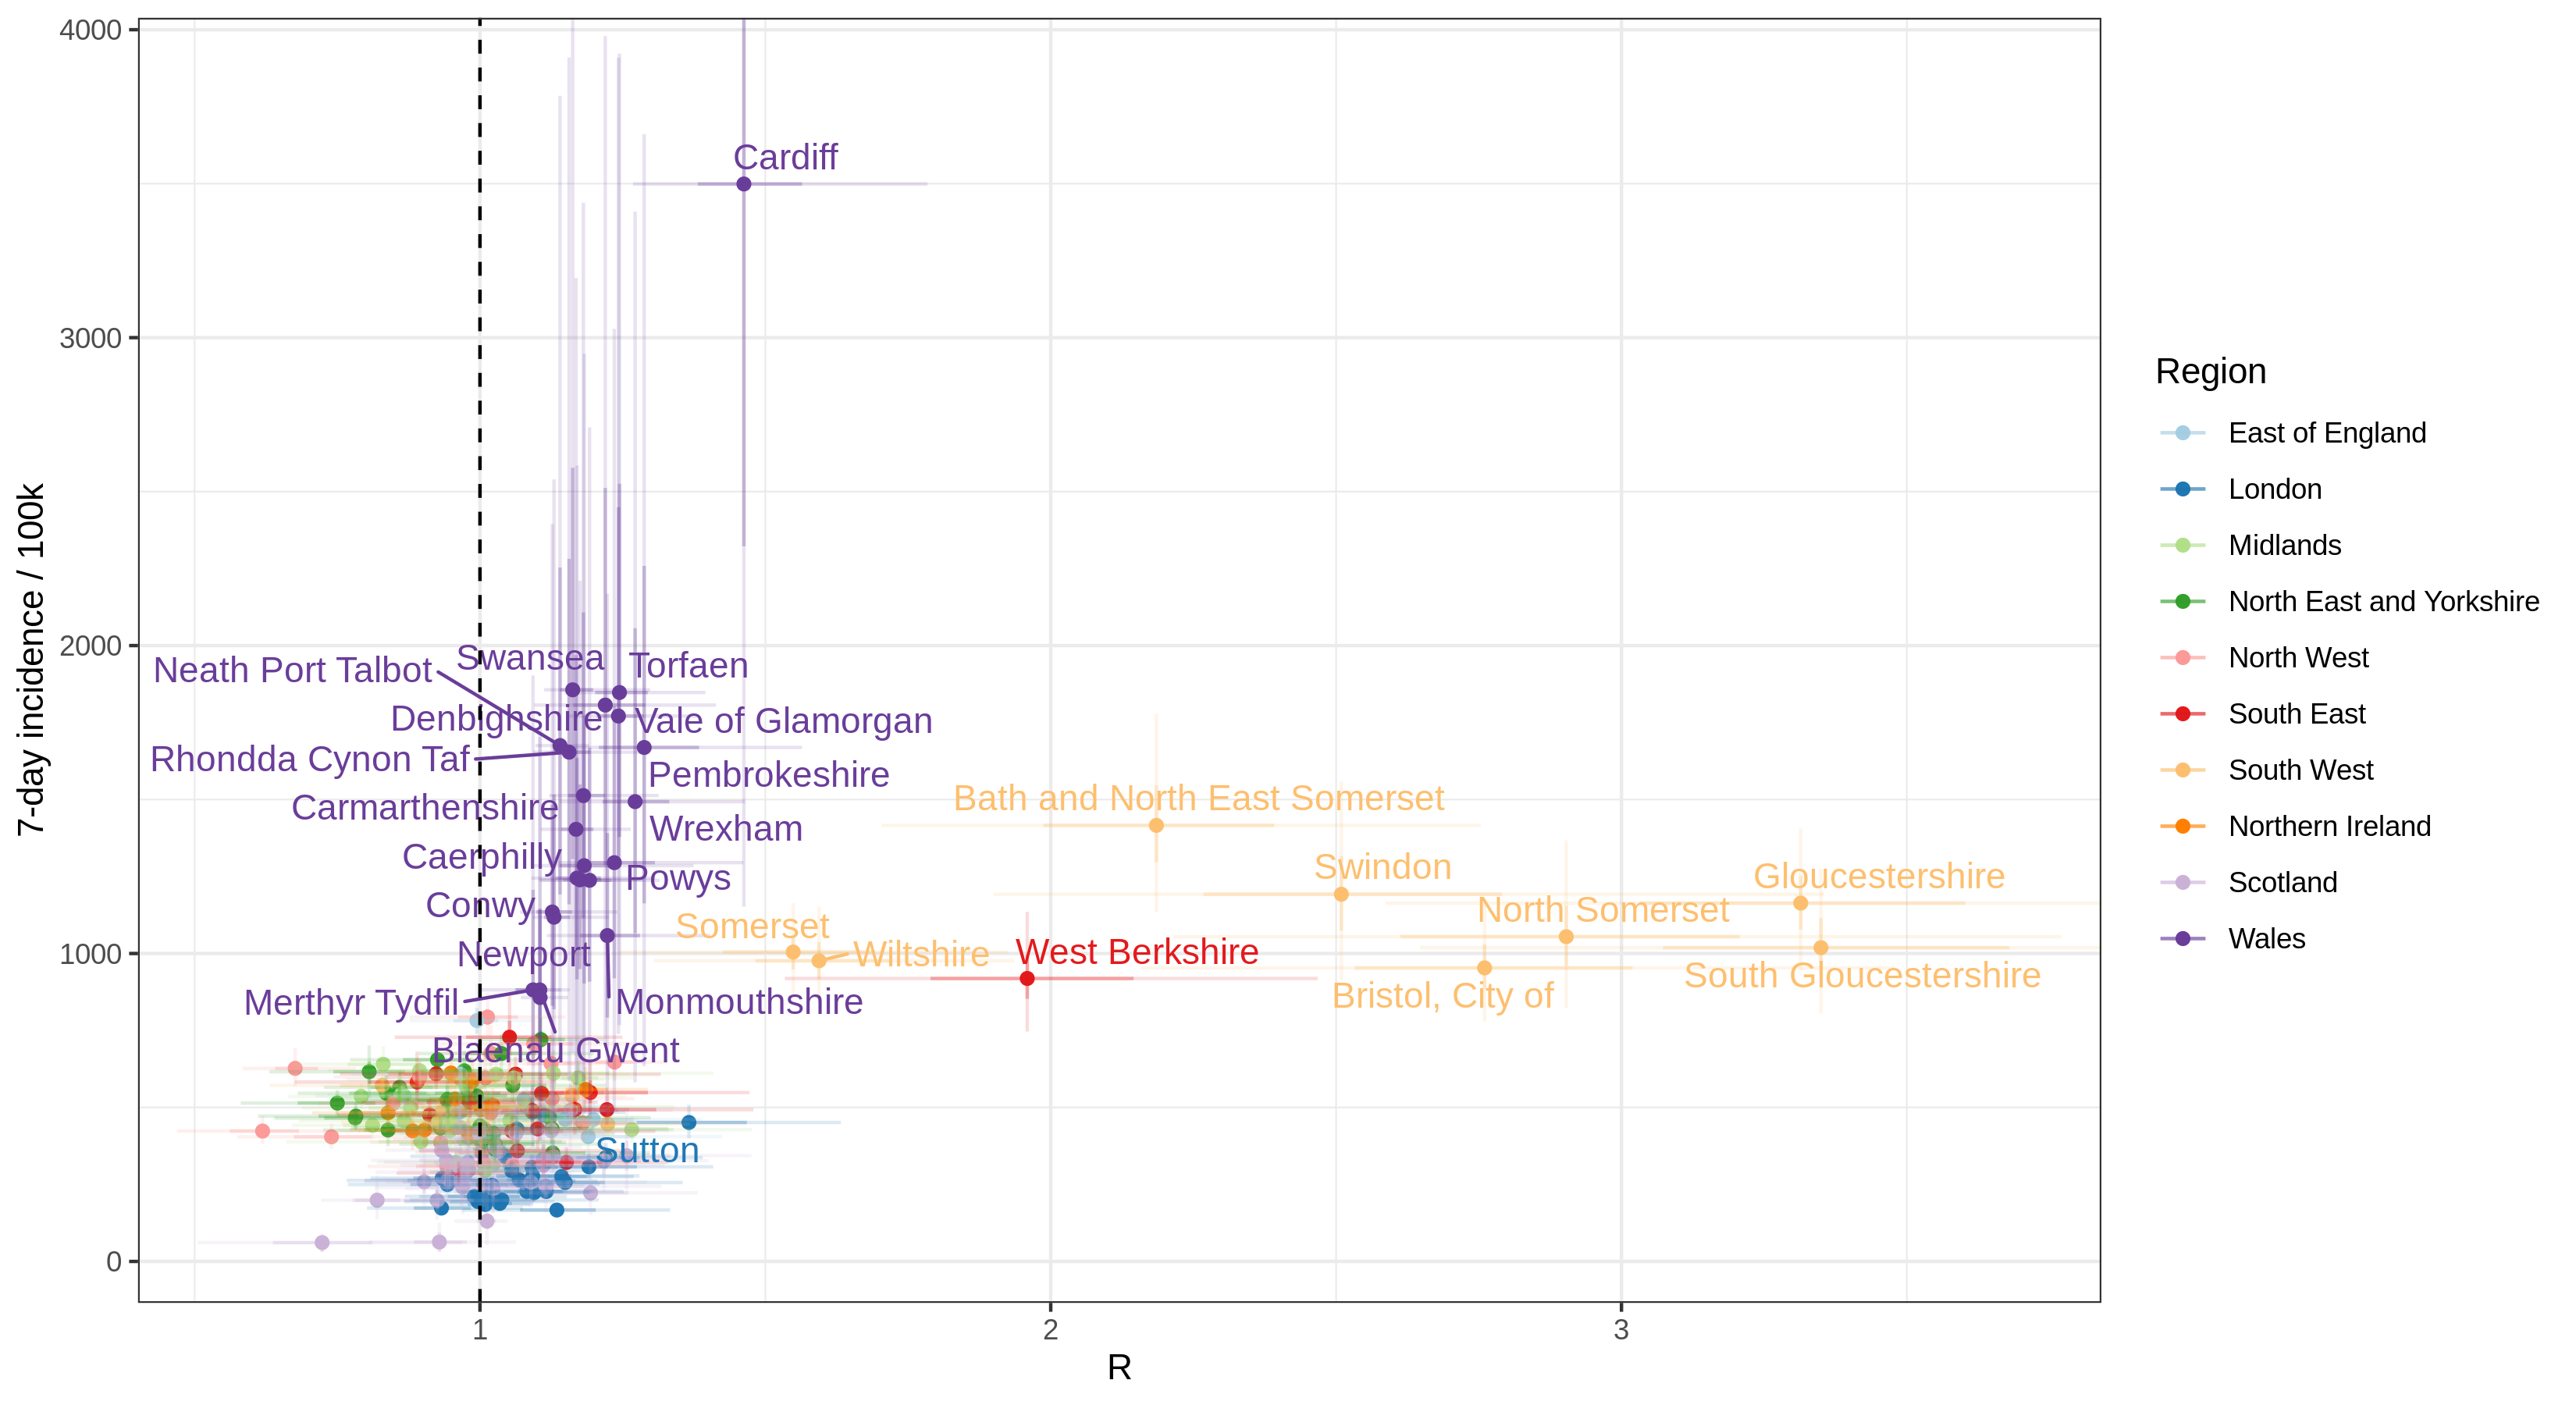 4000
3000
2000
1000
0
7-day incidence / 100k
Cardiff
Swansea
Torfaen
Neath Port Talbot
Denbighshire
Vale of Glamorgan
Rhondda Cynon Taf
Pembrokeshire
Carmarthenshire
Wrexham
Caerphilly
Powys
Conwy
Newport
Merthyr Tydfil
Monmouthshire
Blaenau Gwent
Sutton
Bath and North East Somerset
Swindon
Gloucestershire
North Somerset
Somerset
Wiltshire
West Berkshire
South Gloucestershire
Bristol, City of
1
2
3
R
Region
East of England
London
Midlands
North East and Yorkshire
North West
South East
South West
Northern Ireland
Scotland
Wales